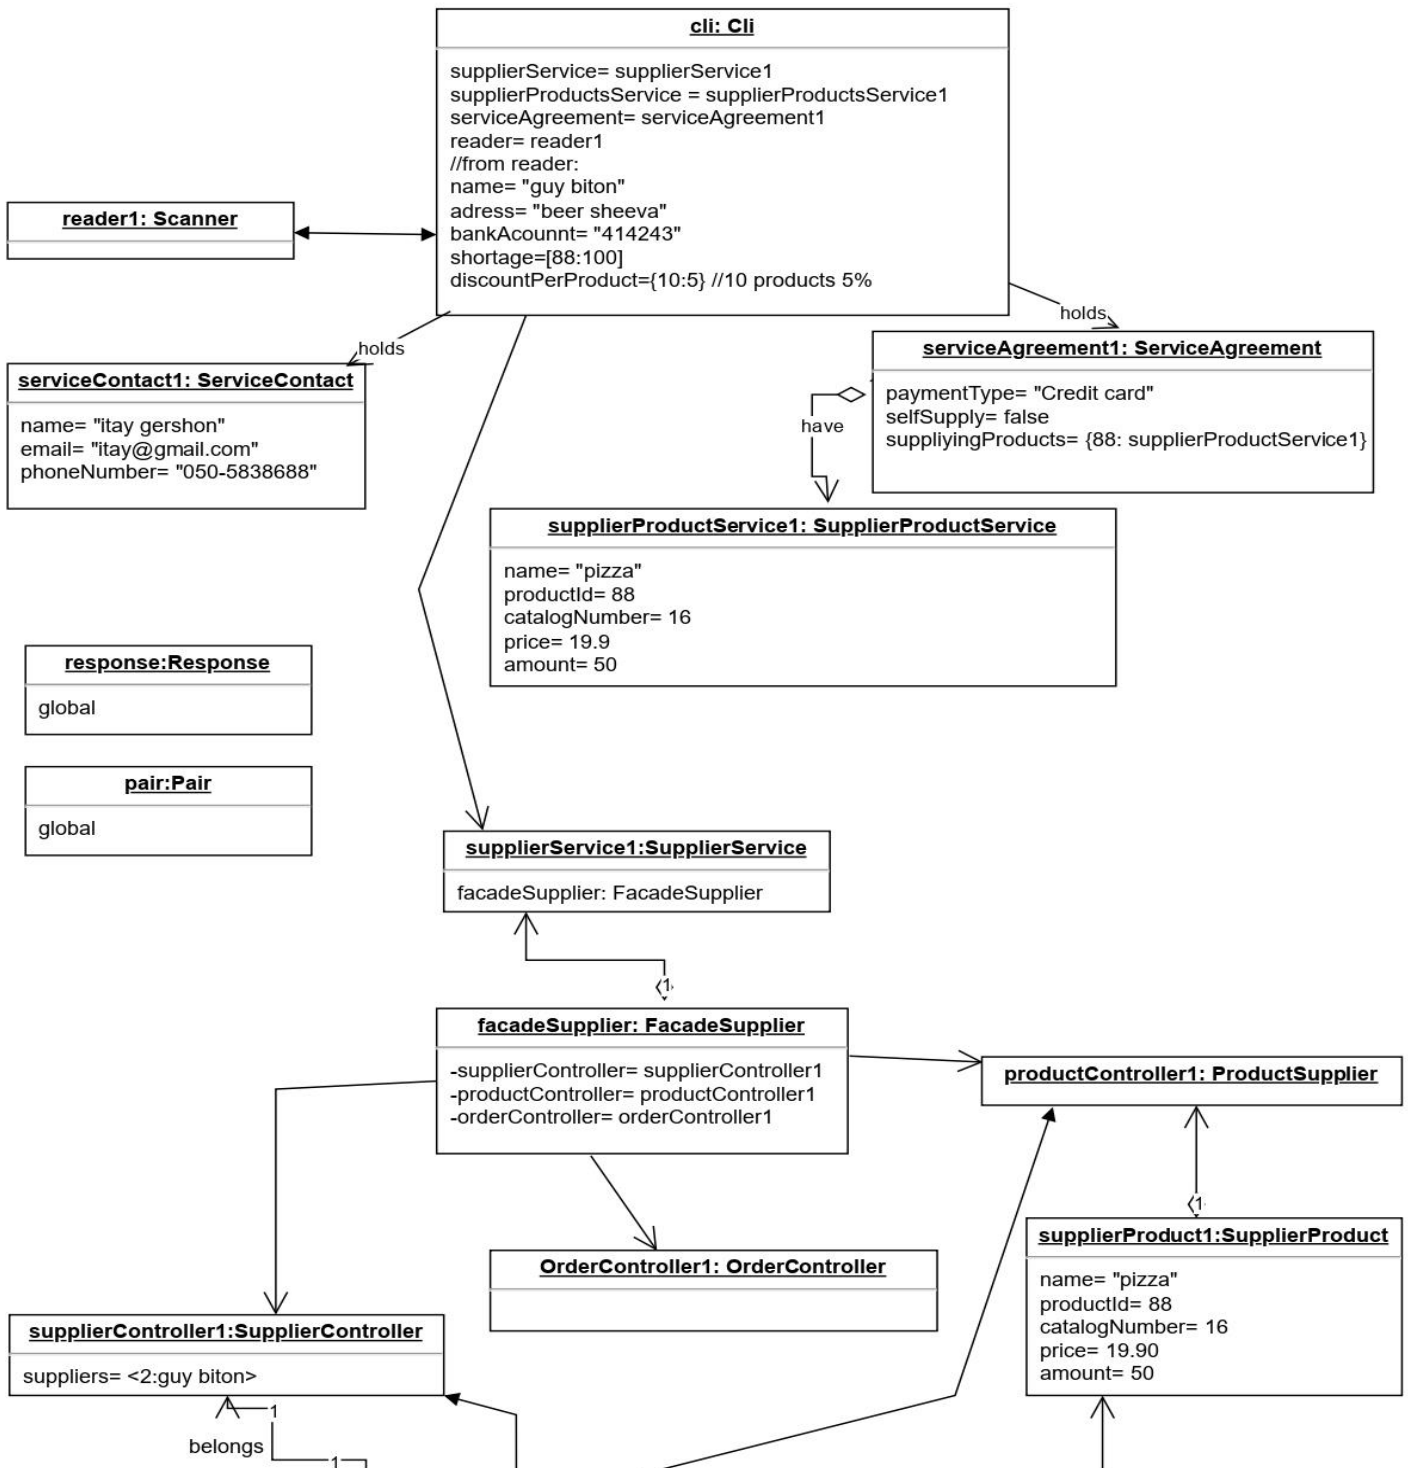 cli: Cli
supplierService= supplierService1
supplierProductsService = supplierProductsService1
serviceAgreement= serviceAgreement1
reader= reader1
//from reader:
name= "guy biton"
adress= "beer sheeva"
bankAcounnt= "414243"
shortage=[88:100]
discountPerProduct={10:5} //10 products 5%
reader1: Scanner
holds
holds
serviceContact1: ServiceContact
name= "itay gershon"
email= "itay@gmail.com"
phoneNumber= "050-5838688"
serviceAgreement1: ServiceAgreement
paymentType= "Credit card"
selfSupply= false
suppliyingProducts= {88: supplierProductService1}
have
supplierProductService1: SupplierProductService
name= "pizza"
productId= 88
catalogNumber= 16
price= 19.9
amount= 50
response:Response
global
pair:Pair
global
supplierService1:SupplierService
facadeSupplier: FacadeSupplier
1
facadeSupplier: FacadeSupplier
-supplierController= supplierController1
-productController= productController1
-orderController= orderController1
productController1: ProductSupplier
1
supplierProduct1:SupplierProduct
name= "pizza"
productId= 88
catalogNumber= 16
price= 19.90
amount= 50
OrderController1: OrderController
supplierController1:SupplierController
suppliers= <2:guy biton>
1
belongs
1